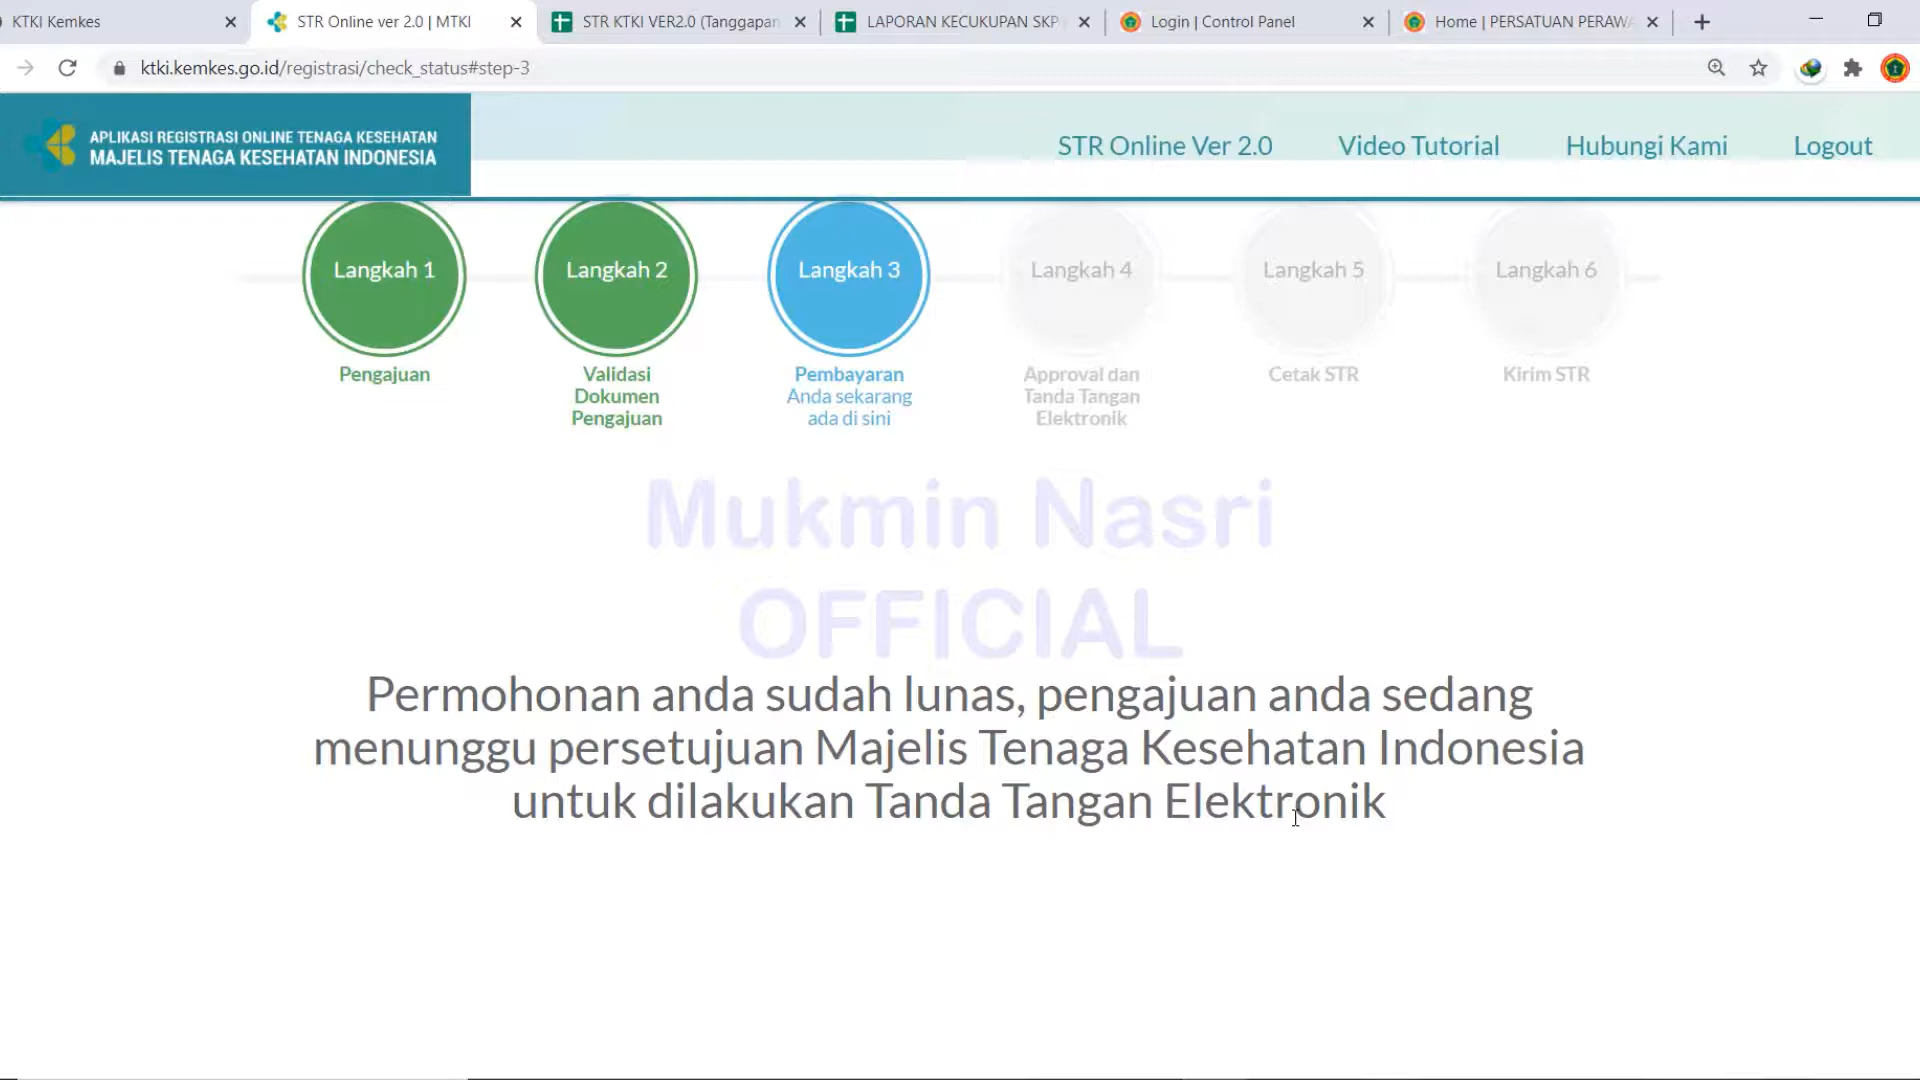 KTKI Kemkes
STR Online ver 2.0 | MTKI
STR KTKI VER2.0 (Tanggapan
LAPORAN KECUKUPAN SKP
Login | Control Panel
Home | PERSATUAN PERAWA
ktki.kemkes.go.id/registrasi/check_status#step-3
APLIKASI REGISTRASI ONLINE TENAGA KESEHATAN
MAJELIS TENAGA KESEHATAN INDONESIA
STR Online Ver 2.0
Video Tutorial
Hubungi Kami
Logout
Langkah 1
Langkah 2
Langkah 3
Langkah 4
Langkah 5
Langkah 6
Pengajuan
Validasi
Dokumen
Pengajuan
Pembayaran
Anda sekarang
ada di sini
Approval dan
Tanda Tangan
Elektronik
Cetak STR
Kirim STR
Mukmin Nasri
OFFICIAL
Permohonan anda sudah lunas, pengajuan anda sedang
menunggu persetujuan Majelis Tenaga Kesehatan Indonesia
untuk dilakukan Tanda Tangan Elektronik